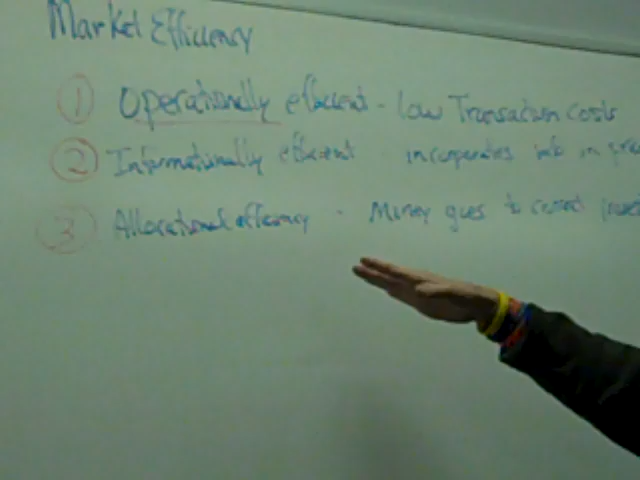 Market Efficiency
① Operationally efficient - low Transaction costs
② Informationally efficient incorporates info in
③ Allocational efficiency - Money goes to correct